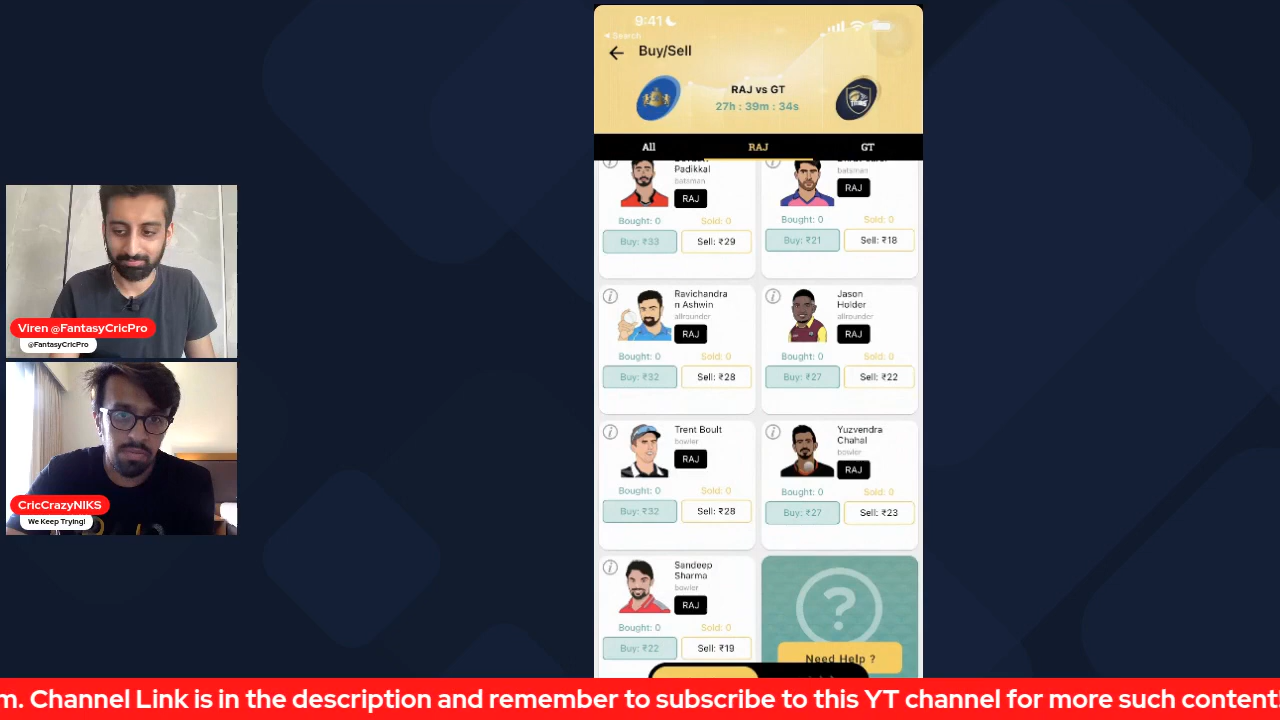 9:41
Search
Buy/Sell
RAJ vs GT
27h : 39m : 34s
All
RAJ
GT
Padikkal
batsman
RAJ
Bought: 0
Sold: 0
Buy: ₹33
Sell: ₹29
batsman
RAJ
Bought: 0
Sold: 0
Buy: ₹21
Sell: ₹18
Ravichandra
n Ashwin
allrounder
RAJ
Bought: 0
Sold: 0
Buy: ₹32
Sell: ₹28
Jason
Holder
allrounder
RAJ
Bought: 0
Sold: 0
Buy: ₹27
Sell: ₹22
Trent Boult
bowler
RAJ
Bought: 0
Sold: 0
Buy: ₹32
Sell: ₹28
Yuzvendra
Chahal
bowler
RAJ
Bought: 0
Sold: 0
Buy: ₹27
Sell: ₹23
Sandeep
Sharma
bowler
RAJ
Bought: 0
Sold: 0
Buy: ₹22
Sell: ₹19
?
Need Help ?
Viren @FantasyCricPro
@FantasyCricPro
CricCrazyNIKS
We Keep Trying!
m. Channel Link is in the description and remember to subscribe to this YT channel for more such content.